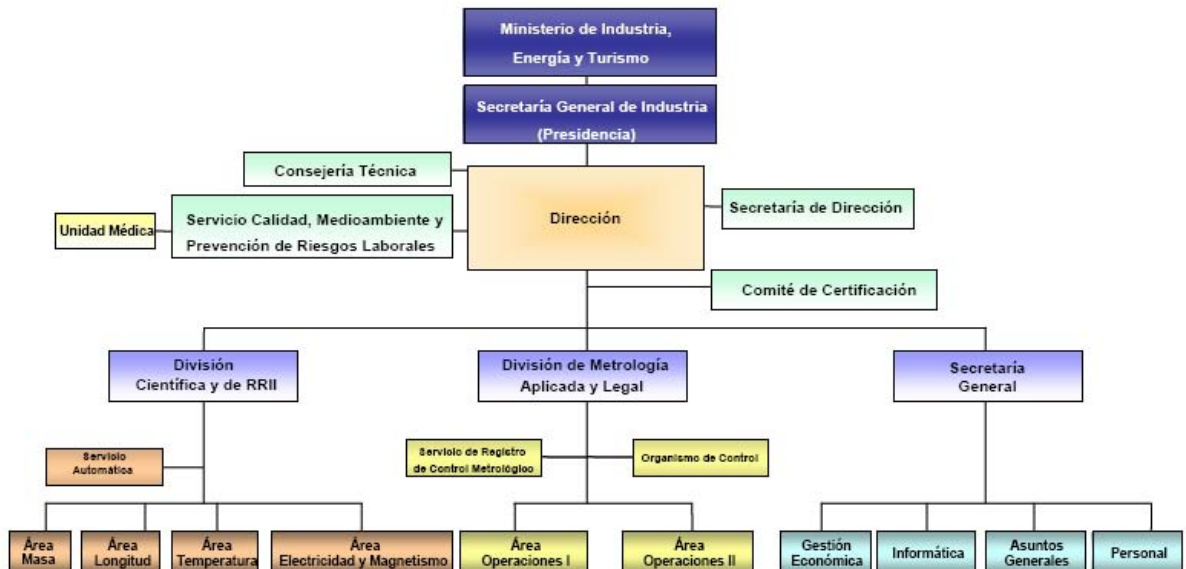 Ministerio de Industria,
Energía y Turismo
Secretaría General de Industria
(Presidencia)
Consejería Técnica
Dirección
Secretaría de Dirección
Unidad Médica
Servicio Calidad, Medioambiente y
Prevención de Riesgos Laborales
Comité de Certificación
División
Científica y de RRII
División de Metrología
Aplicada y Legal
Secretaría
General
Servicio
Automática
Servicio de Registro
de Control Metrológico
Organismo de Control
Área
Masa
Área
Longitud
Área
Temperatura
Área
Electricidad y Magnetismo
Área
Operaciones I
Área
Operaciones II
Gestión
Económica
Informática
Asuntos
Generales
Personal